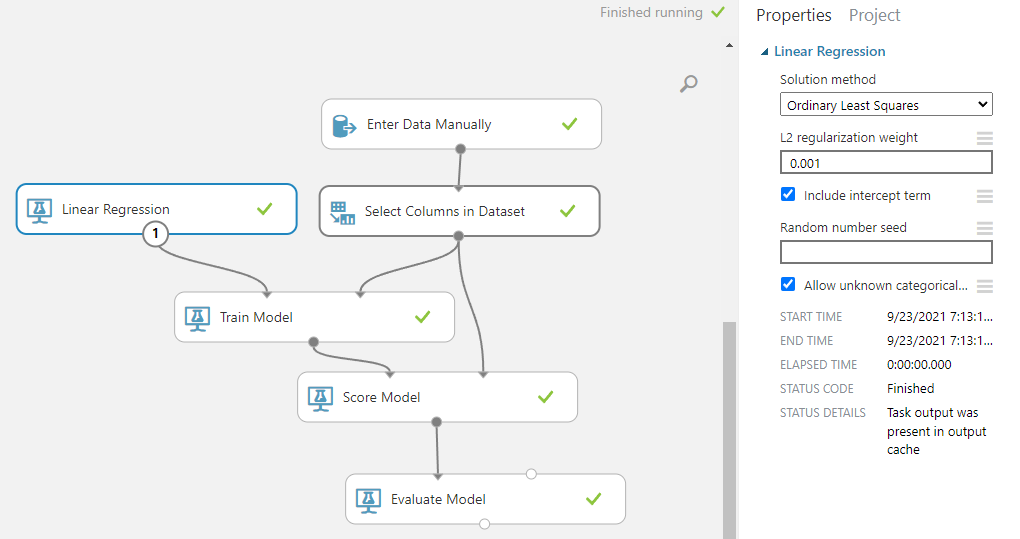 Finished running
Enter Data Manually
Linear Regression
Select Columns in Dataset
1
Train Model
Score Model
Evaluate Model
Properties Project
Linear Regression
Solution method
Ordinary Least Squares
L2 regularization weight
0.001
Include intercept term
Random number seed
Allow unknown categorical...
START TIME 9/23/2021 7:13:1...
END TIME 9/23/2021 7:13:1...
ELAPSED TIME 0:00:00.000
STATUS CODE Finished
STATUS DETAILS Task output was
present in output
cache